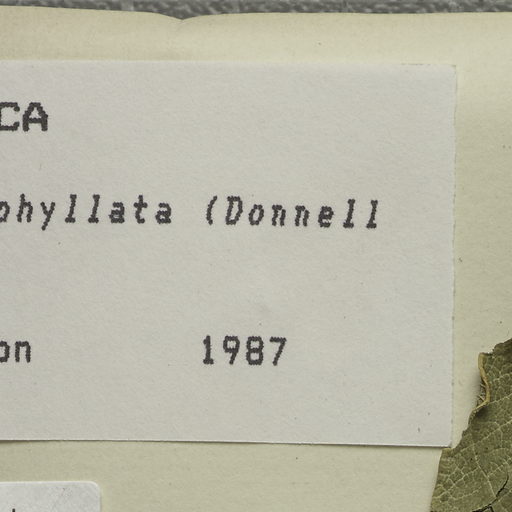 CA
phyllata (Donnell
on 1987